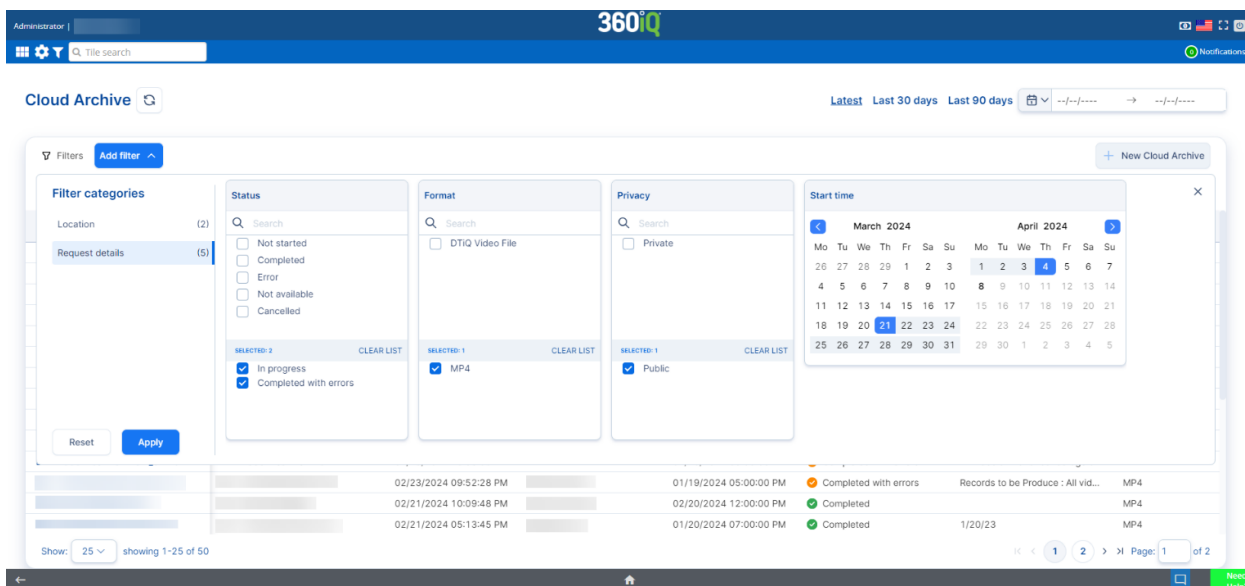 Administrator |
360iQ
Tile search
0 Notifications
Cloud Archive
Latest Last 30 days Last 90 days --/--/---- → --/--/----
Filters Add filter
+ New Cloud Archive
Filter categories
Location (2)
Request details (5)
Status
Search
Not started
Completed
Error
Not available
Cancelled
SELECTED: 2 CLEAR LIST
In progress
Completed with errors
Format
Search
DTiQ Video File
SELECTED: 1 CLEAR LIST
MP4
Privacy
Search
Private
SELECTED: 1 CLEAR LIST
Public
Start time
March 2024
Mo Tu We Th Fr Sa Su
26 27 28 29 1 2 3
4 5 6 7 8 9 10
11 12 13 14 15 16 17
18 19 20 21 22 23 24
25 26 27 28 29 30 31
April 2024
Mo Tu We Th Fr Sa Su
1 2 3 4 5 6 7
8 9 10 11 12 13 14
15 16 17 18 19 20 21
22 23 24 25 26 27 28
29 30 1 2 3 4 5
Reset Apply
02/23/2024 09:52:28 PM 01/19/2024 05:00:00 PM Completed with errors Records to be Produce : All vid... MP4
02/21/2024 10:09:48 PM 02/20/2024 12:00:00 PM Completed MP4
02/21/2024 05:13:45 PM 01/20/2024 07:00:00 PM Completed 1/20/23 MP4
Show: 25 showing 1-25 of 50
1 2 Page: 1 of 2
Need